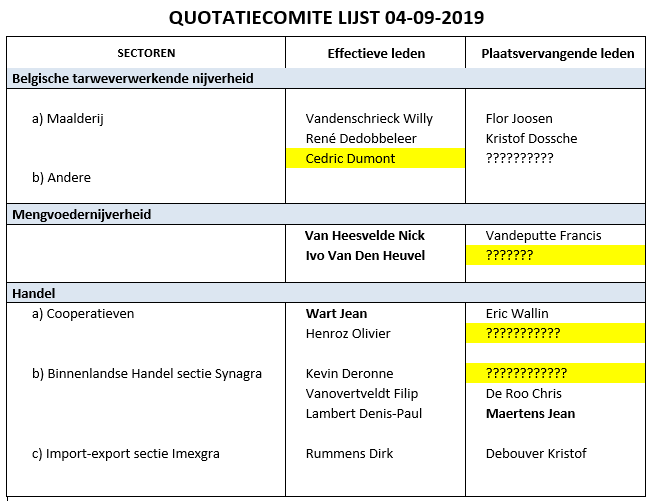 QUOTATIECOMITE LIJST 04-09-2019
SECTOREN Effectieve leden Plaatsvervangende leden
Belgische tarweverwerkende nijverheid
a) Maalderij Vandenschrieck Willy Flor Joosen
René Dedobbeleer Kristof Dossche
Cedric Dumont ??????????
b) Andere
Mengvoedernijverheid
Van Heesvelde Nick Vandeputte Francis
Ivo Van Den Heuvel ???????
Handel
a) Cooperatieven Wart Jean Eric Wallin
Henroz Olivier ???????????
b) Binnenlandse Handel sectie Synagra Kevin Deronne ????????????
Vanovertveldt Filip De Roo Chris
Lambert Denis-Paul Maertens Jean
c) Import-export sectie Imexgra Rummens Dirk Debouver Kristof